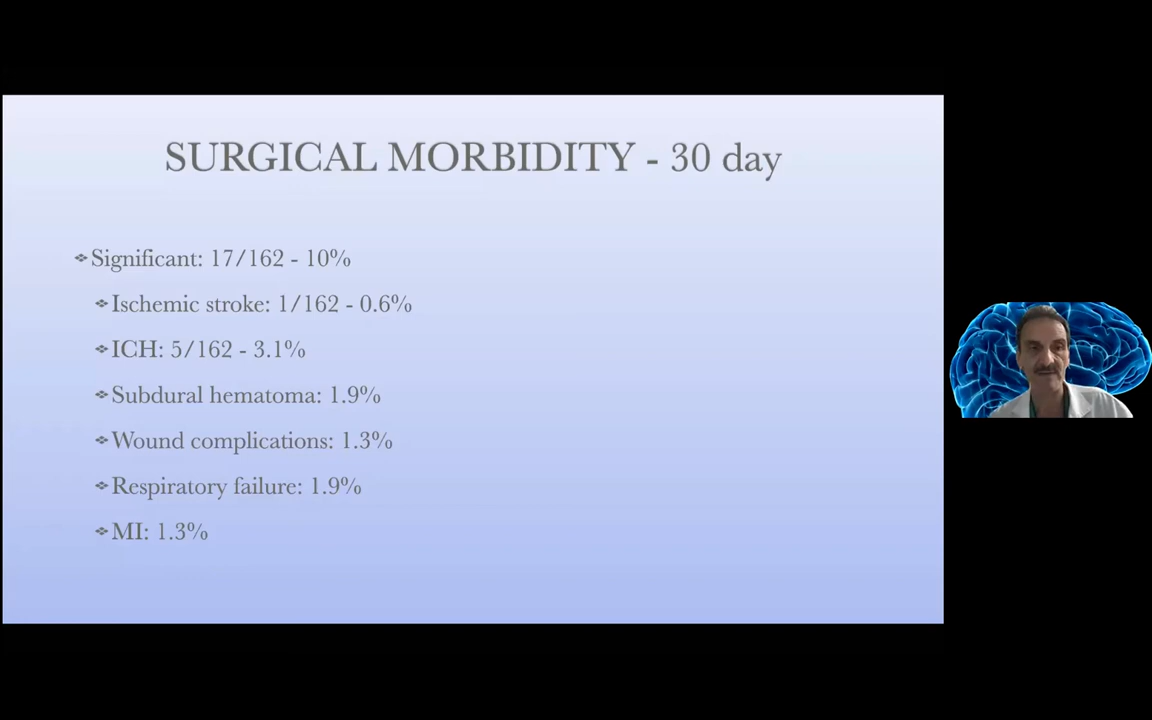 SURGICAL MORBIDITY - 30 day
❖Significant: 17/162 - 10%
❖Ischemic stroke: 1/162 - 0.6%
❖ICH: 5/162 - 3.1%
❖Subdural hematoma: 1.9%
❖Wound complications: 1.3%
❖Respiratory failure: 1.9%
❖MI: 1.3%